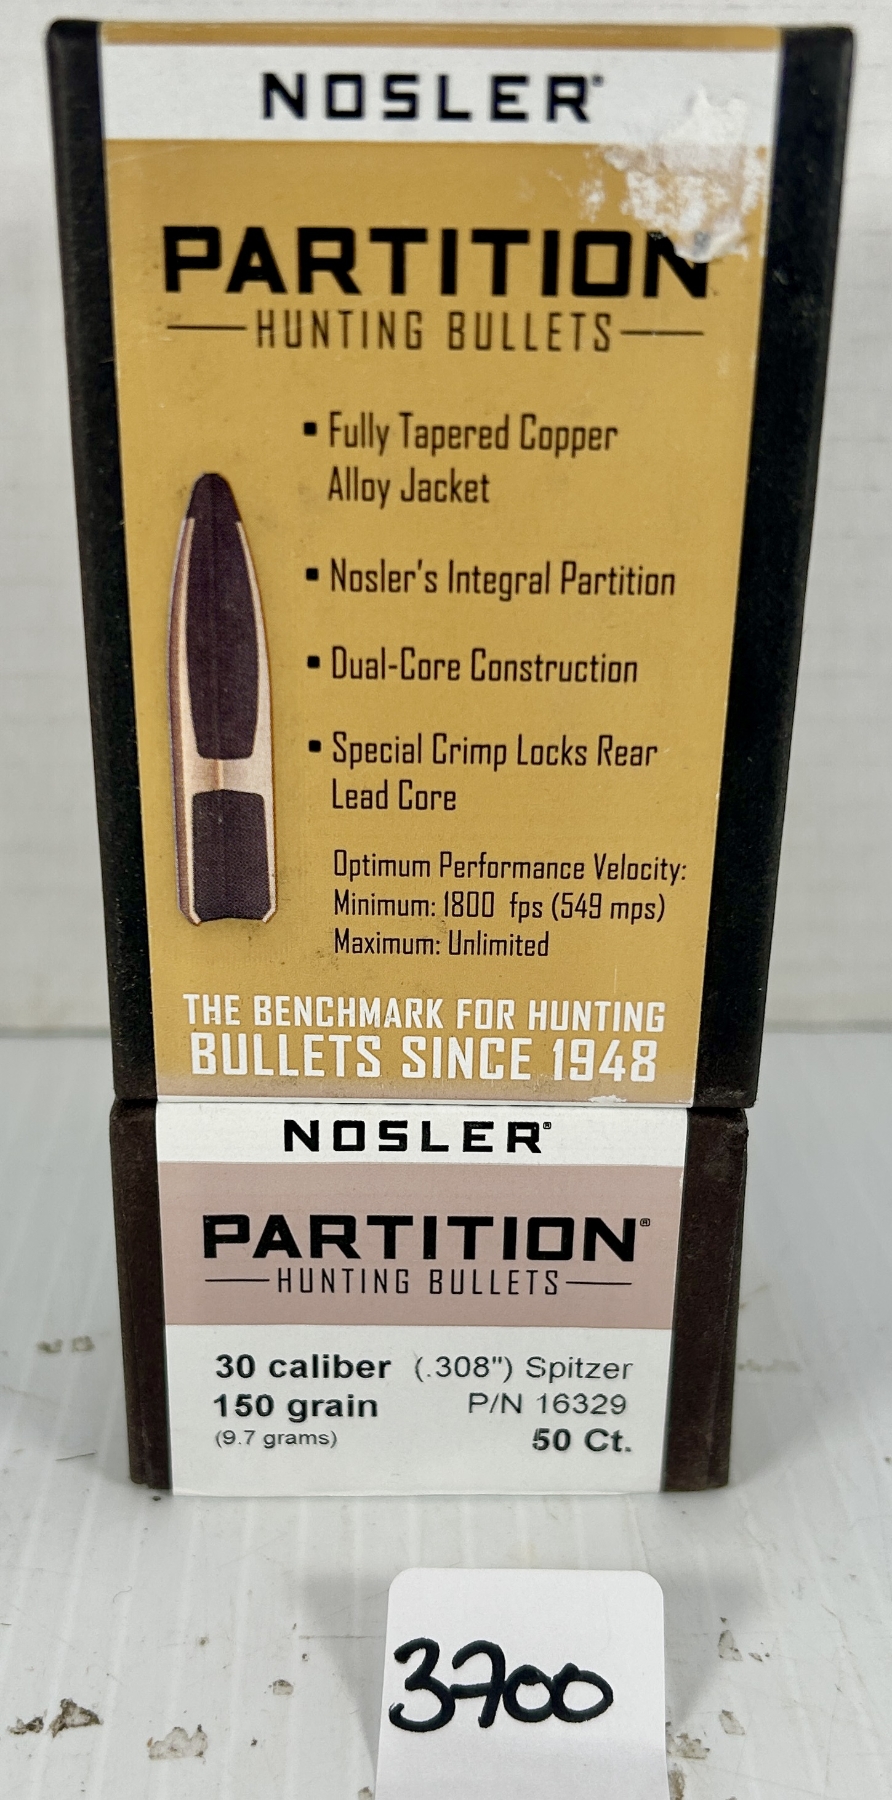 NOSLER®
PARTITION
HUNTING BULLETS
▪ Fully Tapered Copper
Alloy Jacket
▪ Nosler's Integral Partition
▪ Dual-Core Construction
▪ Special Crimp Locks Rear
Lead Core
Optimum Performance Velocity:
Minimum: 1800 fps (549 mps)
Maximum: Unlimited
THE BENCHMARK FOR HUNTING
BULLETS SINCE 1948
NOSLER®
PARTITION®
HUNTING BULLETS
30 caliber (.308") Spitzer
150 grain P/N 16329
(9.7 grams) 50 Ct.
3700